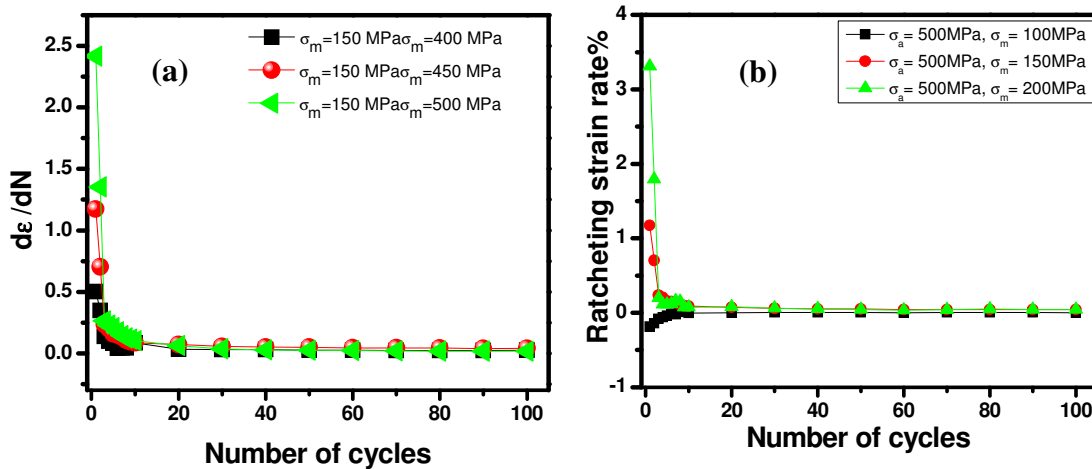 (a)
σm=150 MPaσm=400 MPa
σm=150 MPaσm=450 MPa
σm=150 MPaσm=500 MPa
dε/dN
2.5
2.0
1.5
1.0
0.5
0.0
0 20 40 60 80 100
Number of cycles
(b)
σa= 500MPa, σm= 100MPa
σa= 500MPa, σm= 150MPa
σa= 500MPa, σm= 200MPa
Ratcheting strain rate%
4
3
2
1
0
-1
0 20 40 60 80 100
Number of cycles